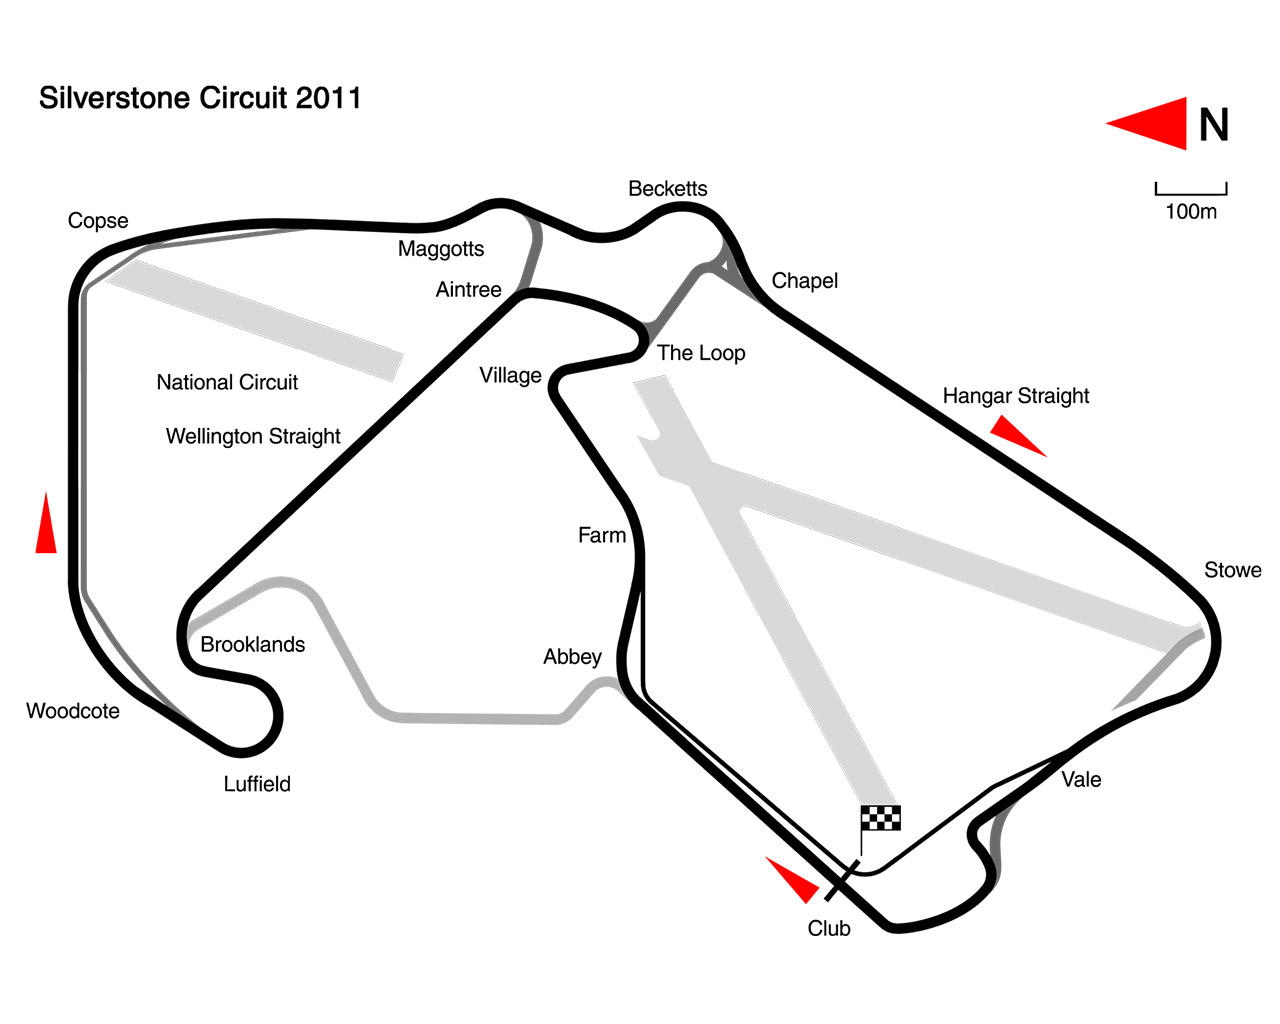 Silverstone Circuit 2011
N
100m
Becketts
Copse
Maggotts
Aintree
Chapel
The Loop
Village
National Circuit
Hangar Straight
Wellington Straight
Farm
Stowe
Brooklands
Abbey
Woodcote
Luffield
Vale
Club